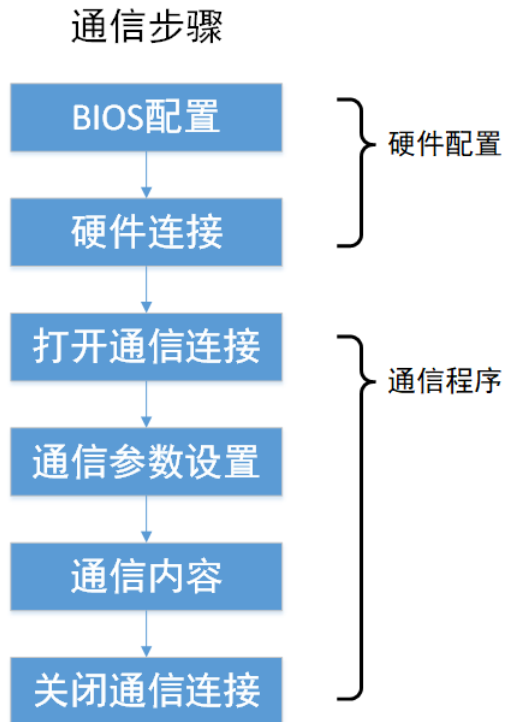 通信步骤
BIOS配置
硬件配置
硬件连接
打开通信连接
通信程序
通信参数设置
通信内容
关闭通信连接